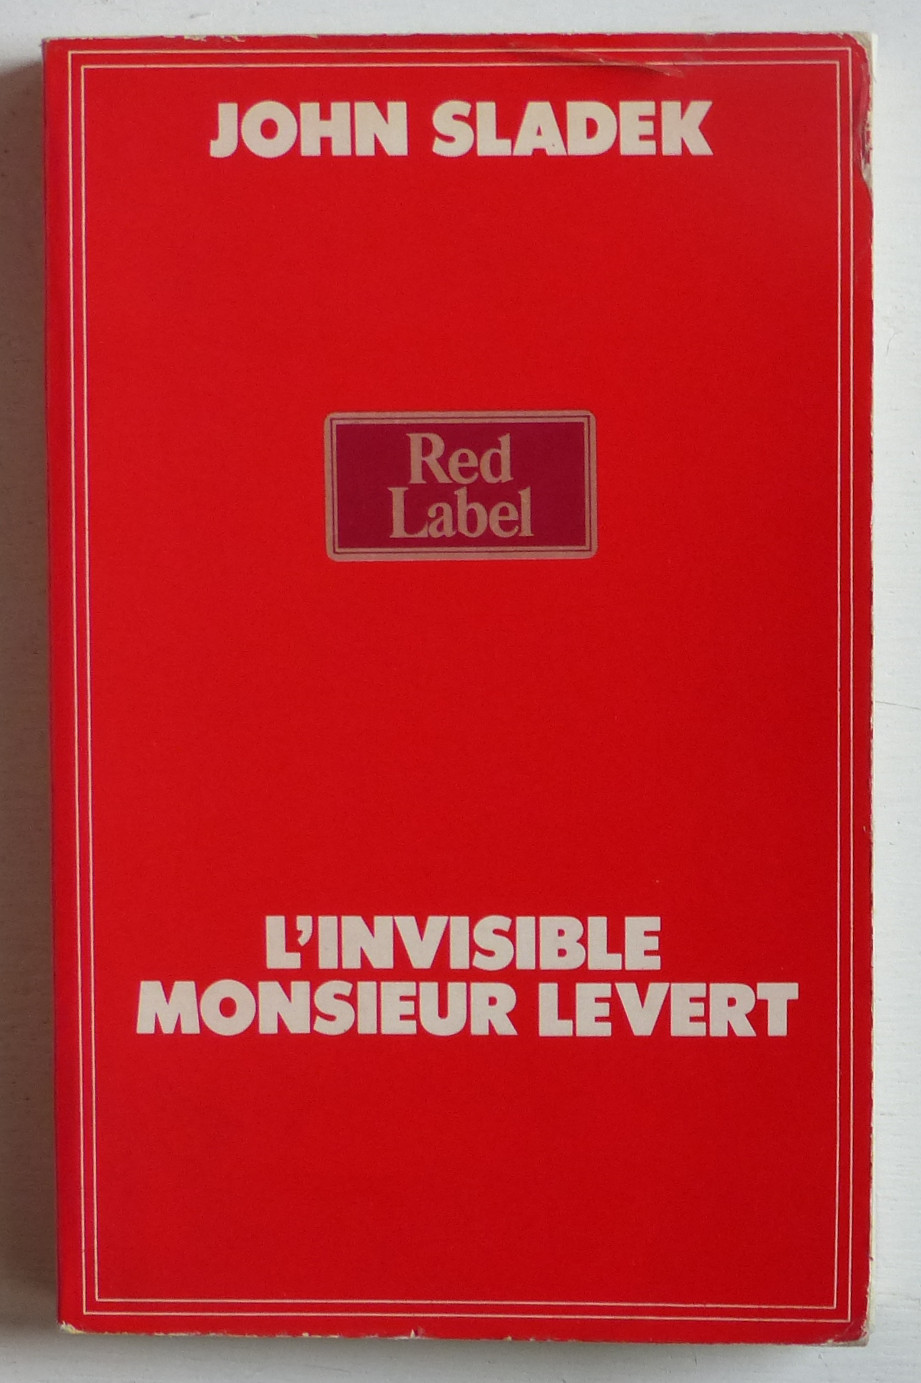 JOHN SLADEK
Red
Label
L'INVISIBLE
MONSIEUR LEVERT